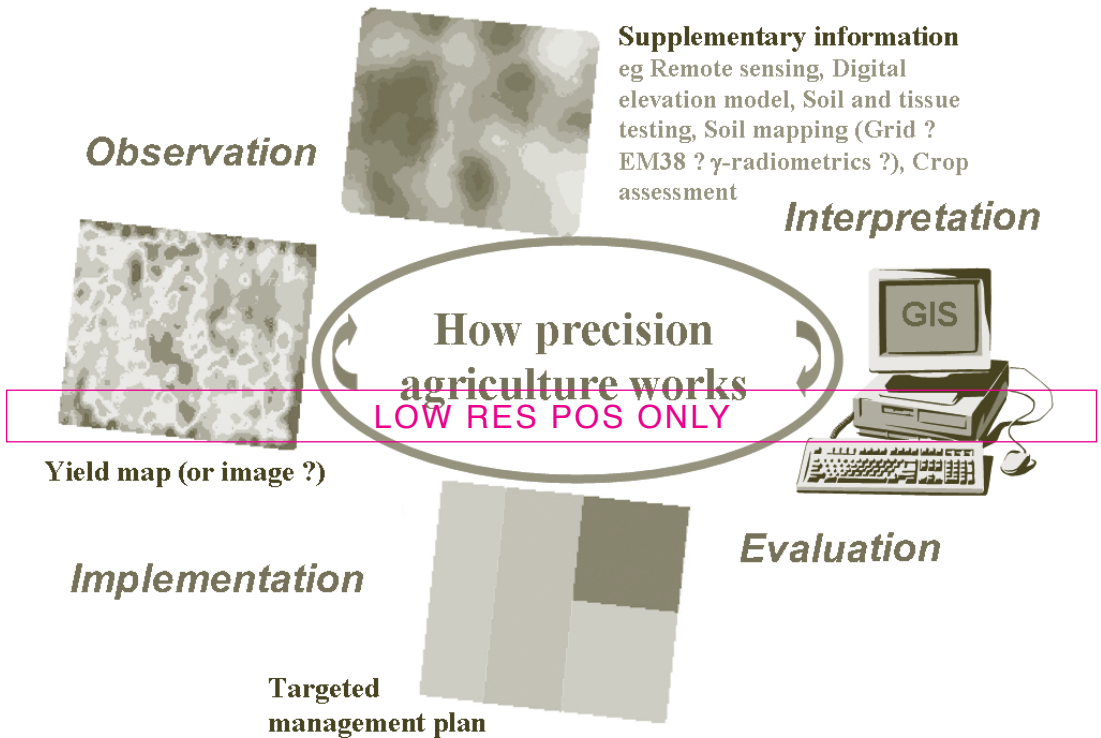 Supplementary information
eg Remote sensing, Digital
elevation model, Soil and tissue
testing, Soil mapping (Grid ?
EM38 ? γ-radiometrics ?), Crop
assessment
Observation
Interpretation
GIS
How precision
agriculture works
LOW RES POS ONLY
Yield map (or image ?)
Evaluation
Implementation
Targeted
management plan